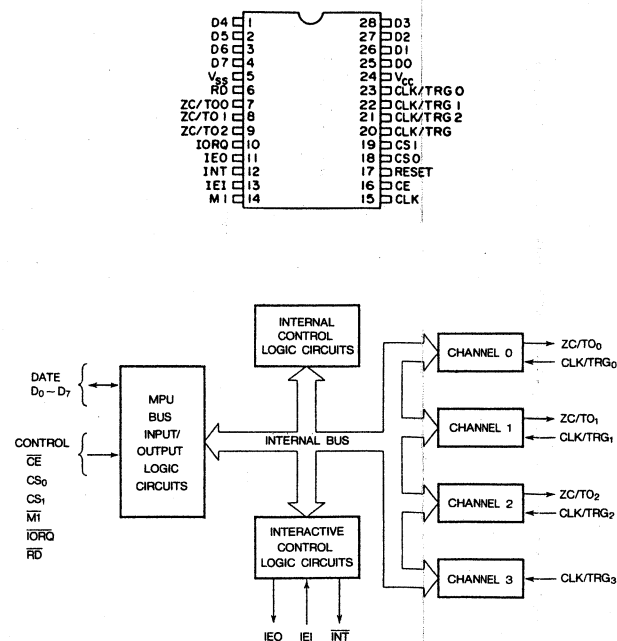 D4 1 28 D3
D5 2 27 D2
D6 3 26 D1
D7 4 25 D0
VSS 5 24 VCC
RD 6 23 CLK/TRG 0
ZC/TO0 7 22 CLK/TRG 1
ZC/TO 1 8 21 CLK/TRG 2
ZC/TO2 9 20 CLK/TRG
IORQ 10 19 CS1
IEO 11 18 CS0
INT 12 17 RESET
IEI 13 16 CE
M1 14 15 CLK
INTERNAL
CONTROL
LOGIC CIRCUITS
DATE
D0 ~ D7
CONTROL
CE
CS0
CS1
M1
IORQ
RD
MPU
BUS
INPUT/
OUTPUT
LOGIC
CIRCUITS
INTERNAL BUS
INTERACTIVE
CONTROL
LOGIC CIRCUITS
IEO IEI INT
CHANNEL 0
ZC/TO0
CLK/TRG0
CHANNEL 1
ZC/TO1
CLK/TRG1
CHANNEL 2
ZC/TO2
CLK/TRG2
CHANNEL 3
CLK/TRG3